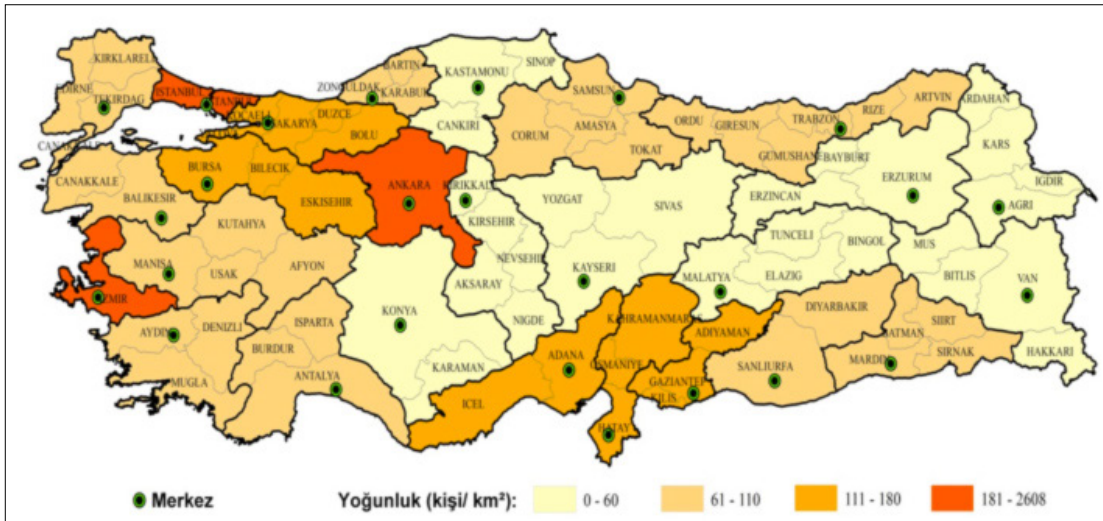 KIRKLARELI
EDIRNE
TEKIRDAG
ISTANBUL
ISTANBUL
KOCAELI
SAKARYA
DUZCE
BOLU
ZONGULDAK
BARTIN
KARABUK
KASTAMONU
SINOP
CANKIRI
SAMSUN
CORUM
AMASYA
TOKAT
ORDU
GIRESUN
TRABZON
RIZE
ARTVIN
GUMUSHANE
BAYBURT
ARDAHAN
KARS
IGDIR
AGRI
ERZURUM
ERZINCAN
CANAKKALE
CANAKKALE
BALIKESIR
BURSA
BILECIK
ESKISEHIR
ANKARA
KIRIKKALE
KIRSEHIR
YOZGAT
SIVAS
TUNCELI
BINGOL
MUS
BITLIS
VAN
HAKKARI
KUTAHYA
MANISA
USAK
AFYON
IZMIR
AYDIN
DENIZLI
MUGLA
ISPARTA
BURDUR
ANTALYA
KONYA
KARAMAN
AKSARAY
NEVSEHIR
NIGDE
KAYSERI
MALATYA
ELAZIG
DIYARBAKIR
BATMAN
SIIRT
SIRNAK
MARDIN
SANLIURFA
ADIYAMAN
KAHRAMANMARAS
GAZIANTEP
KILIS
OSMANIYE
ADANA
ICEL
HATAY
Merkez
Yoğunluk (kişi/ km²):
0 - 60
61 - 110
111 - 180
181 - 2608